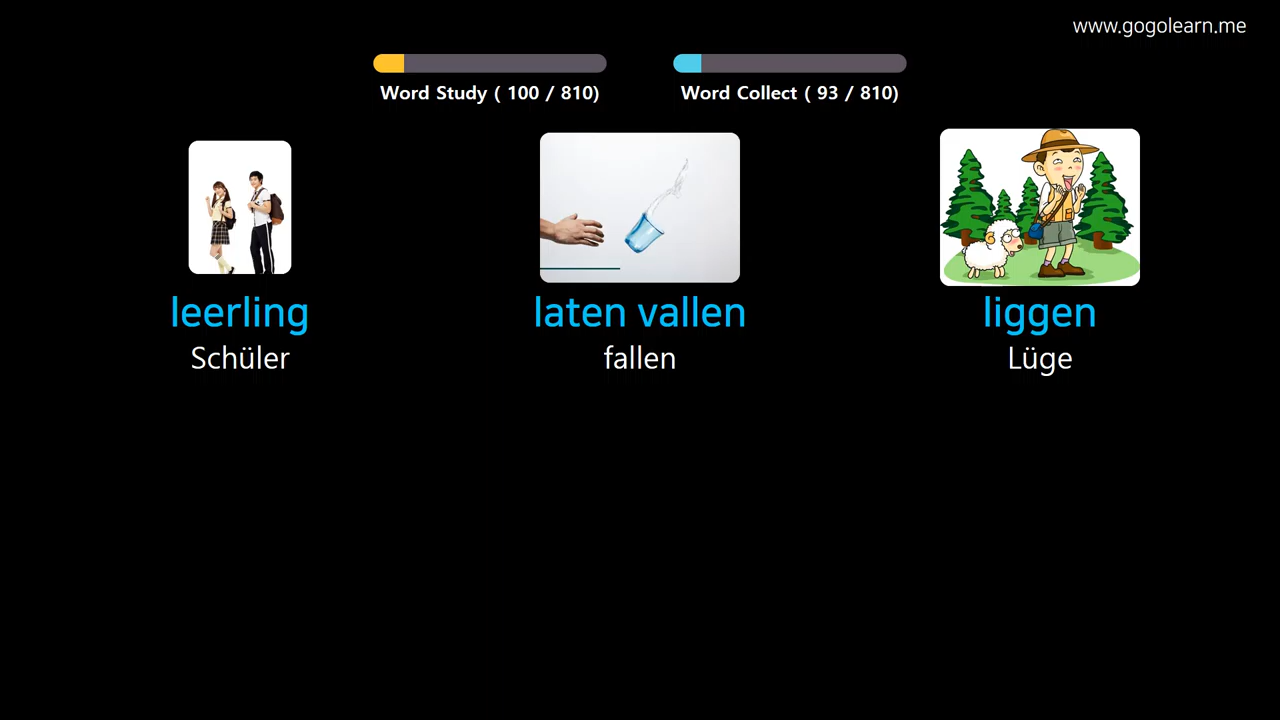 www.gogolearn.me
Word Study ( 100 / 810)
Word Collect ( 93 / 810)
leerling
laten vallen
liggen
Schüler
fallen
Lüge